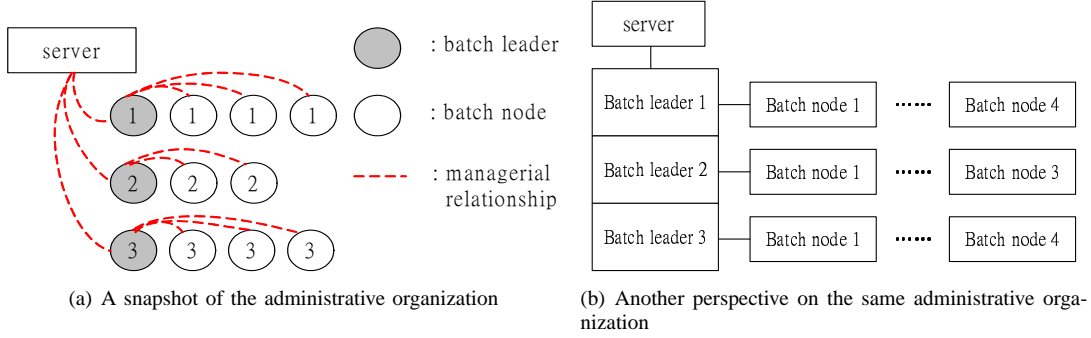 server
: batch leader
1 1 1 1
: batch node
2 2 2
: managerial
relationship
3 3 3 3
(a) A snapshot of the administrative organization
server
Batch leader 1 Batch node 1 ...... Batch node 4
Batch leader 2 Batch node 1 ...... Batch node 3
Batch leader 3 Batch node 1 ...... Batch node 4
(b) Another perspective on the same administrative orga-
nization